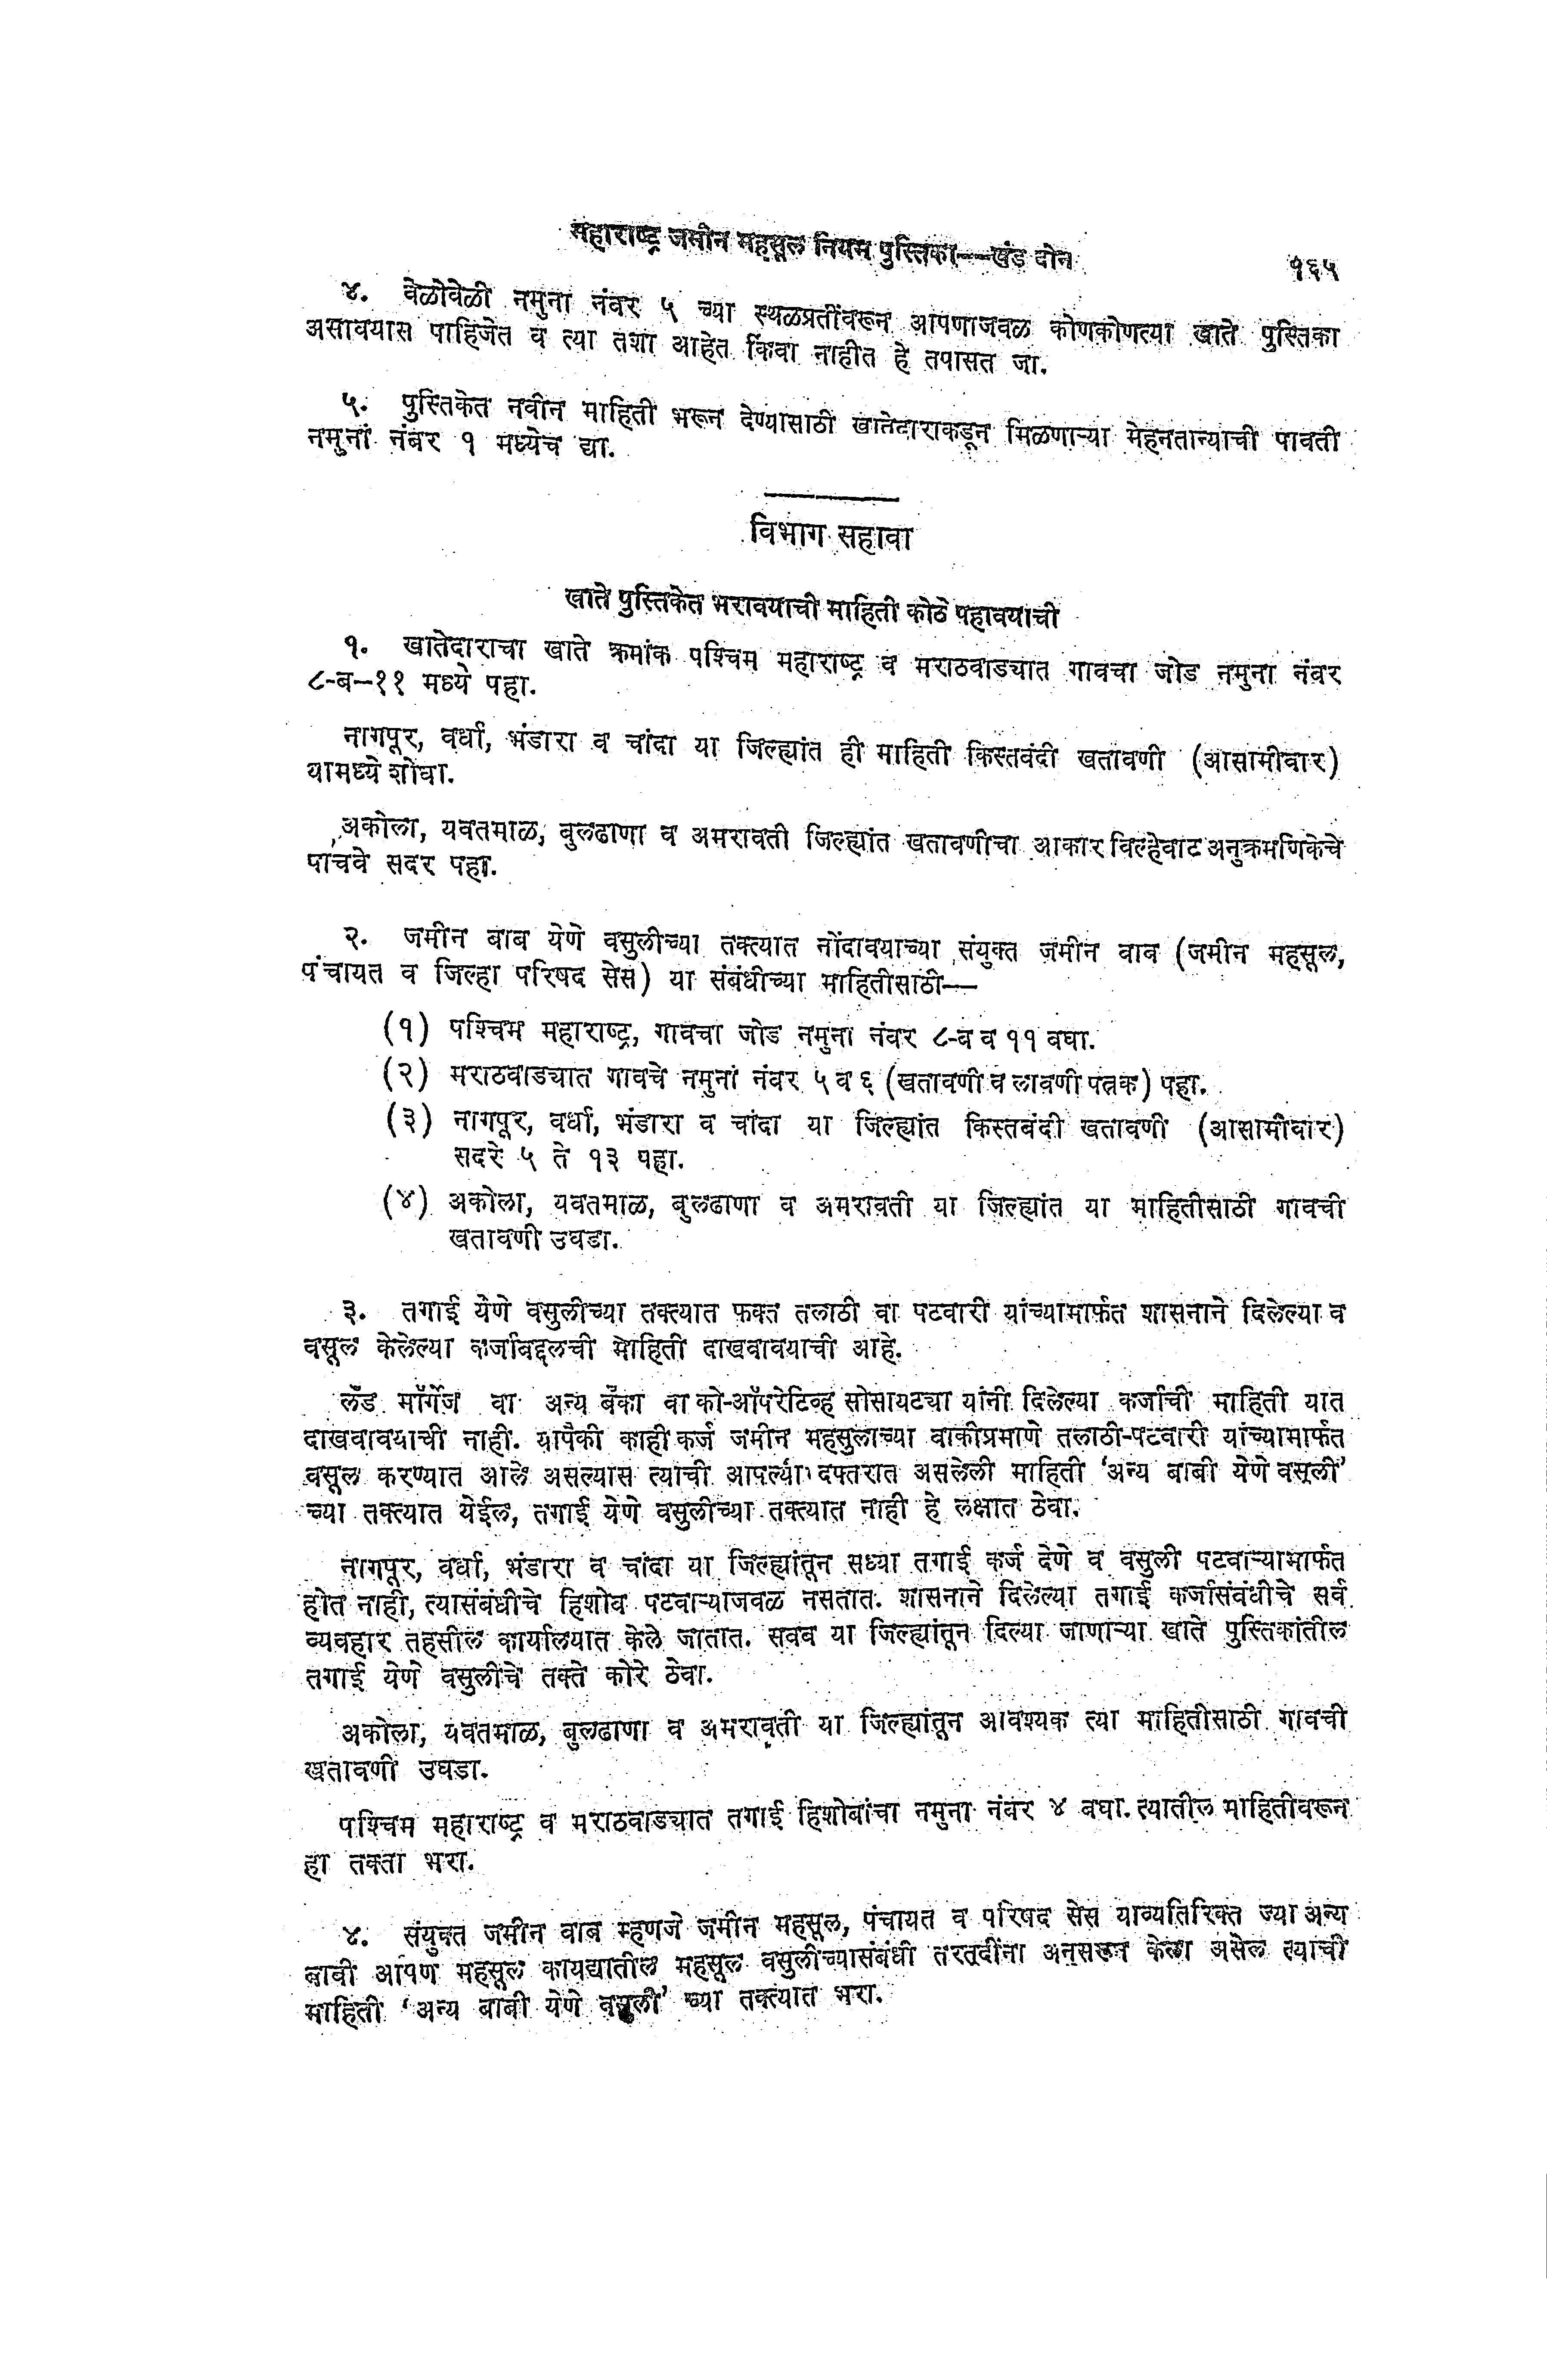 महाराष्ट्र जमीन महसूल नियम पुस्तिका--खंड दोन
१६५
४. वेळोवेळी नमुना नंबर ५ च्या स्थळप्रतींवरून आपणाजवळ कोणकोणत्या खाते पुस्तिका
असावयास पाहिजेत व त्या तशा आहेत किंवा नाहीत हे तपासत जा.
५. पुस्तिकेत नवीन माहिती भरून देण्यासाठी खातेदाराकडून मिळणाऱ्या मेहनतान्याची पावती
नमुना नंबर १ मध्येच द्या.
विभाग सहावा
खाते पुस्तिकेत भरावयाची माहिती कोठे पहावयाची
१. खातेदाराचा खाते क्रमांक पश्चिम महाराष्ट्र व मराठवाड्यात गावचा जोड नमुना नंबर
८-ब-११ मध्ये पहा.
नागपूर, वर्धा, भंडारा व चांदा या जिल्ह्यांत ही माहिती किस्तबंदी खतावणी (आसामीवार)
यामध्ये शोधा.
अकोला, यवतमाळ, बुलढाणा व अमरावती जिल्ह्यांत खतावणीचा आकार विल्हेवाट अनुक्रमणिकेचे
पाचवे सदर पहा.
२. जमीन बाब येणे वसुलीच्या तक्त्यात नोंदावयाच्या संयुक्त जमीन बाब (जमीन महसूल,
पंचायत व जिल्हा परिषद सेस) या संबंधीच्या माहितीसाठी--
(१) पश्चिम महाराष्ट्र, गावचा जोड नमुना नंबर ८-ब व ११ बघा.
(२) मराठवाड्यात गावचे नमुना नंबर ५ व ६ (खतावणी व लावणी पत्रक) पहा.
(३) नागपूर, वर्धा, भंडारा व चांदा या जिल्ह्यांत किस्तबंदी खतावणी (आसामीवार)
सदरे ५ ते १३ पहा.
(४) अकोला, यवतमाळ, बुलढाणा व अमरावती या जिल्ह्यांत या माहितीसाठी गावची
खतावणी उघडा.
३. तगाई येणे वसुलीच्या तक्त्यात फक्त तलाठी वा पटवारी यांच्यामार्फत शासनाने दिलेल्या व
वसूल केलेल्या कर्जाबद्दलची माहिती दाखवावयाची आहे.
लँड मॉर्गेज वा अन्य बँका वा को-ऑपरेटिव्ह सोसायट्या यांनी दिलेल्या कर्जाची माहिती यात
दाखवावयाची नाही. यापैकी काही कर्ज जमीन महसुलाच्या बाकीप्रमाणे तलाठी-पटवारी यांच्यामार्फत
वसूल करण्यात आले असल्यास त्याची आपल्या दफ्तरात असलेली माहिती 'अन्य बाबी येणे वसुली'
च्या तक्त्यात येईल, तगाई येणे वसुलीच्या तक्त्यात नाही हे लक्षात ठेवा.
नागपूर, वर्धा, भंडारा व चांदा या जिल्ह्यांतून सध्या तगाई कर्ज देणे व वसुली पटवाऱ्यामार्फत
होत नाही, त्यासंबंधीचे हिशोब पटवाऱ्याजवळ नसतात. शासनाने दिलेल्या तगाई कर्जासंबंधीचे सर्व
व्यवहार तहसील कार्यालयात केले जातात. सबब या जिल्ह्यांतून दिल्या जाणाऱ्या खाते पुस्तिकांतील
तगाई येणे वसुलीचे तक्ते कोरे ठेवा.
अकोला, यवतमाळ, बुलढाणा व अमरावती या जिल्ह्यांतून आवश्यक त्या माहितीसाठी गावची
खतावणी उघडा.
पश्चिम महाराष्ट्र व मराठवाड्यात तगाई हिशोबांचा नमुना नंबर ४ बघा. त्यातील माहितीवरून
हा तक्ता भरा.
४. संयुक्त जमीन बाब म्हणजे जमीन महसूल, पंचायत व परिषद सेस याव्यतिरिक्त ज्या अन्य
बाबी आपण महसूल कायद्यातील महसूल वसुलीच्यासंबंधी तरतुदींना अनुसरून केला असेल त्याची
माहिती 'अन्य बाबी येणे वसुली' च्या तक्त्यात भरा.